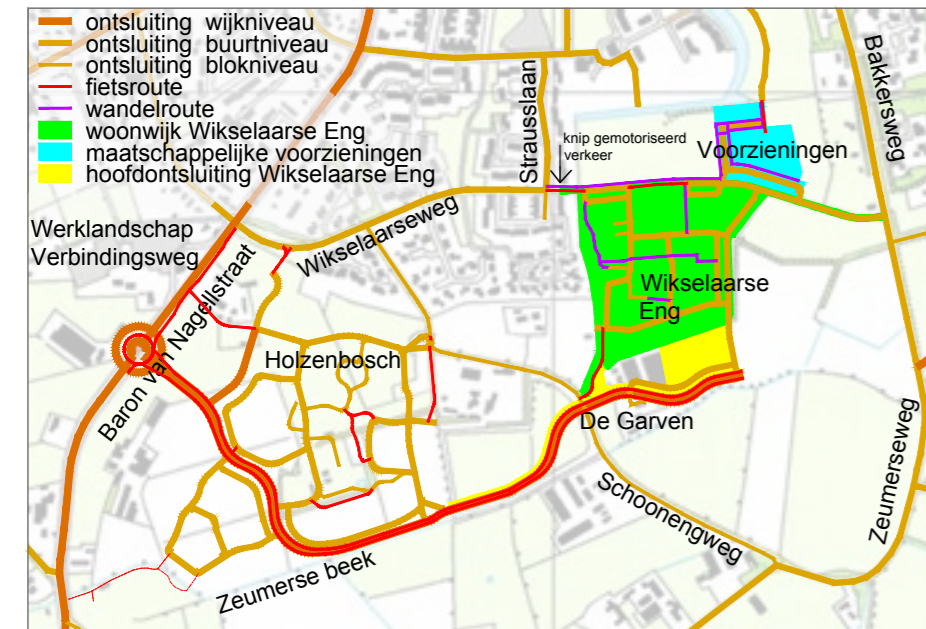 ontsluiting wijkniveau
ontsluiting buurtniveau
ontsluiting blokniveau
fietsroute
wandelroute
woonwijk Wikselaarse Eng
maatschappelijke voorzieningen
hoofdontsluiting Wikselaarse Eng
Strausslaan
knip gemotoriseerd
verkeer
Bakkersweg
Voorzieningen
Werklandschap
Verbindingsweg
Wikselaarseweg
Baron van Nagellstraat
Wikselaarse
Eng
Holzenbosch
De Garven
Schoonengweg
Zeumerseweg
Zeumerse beek